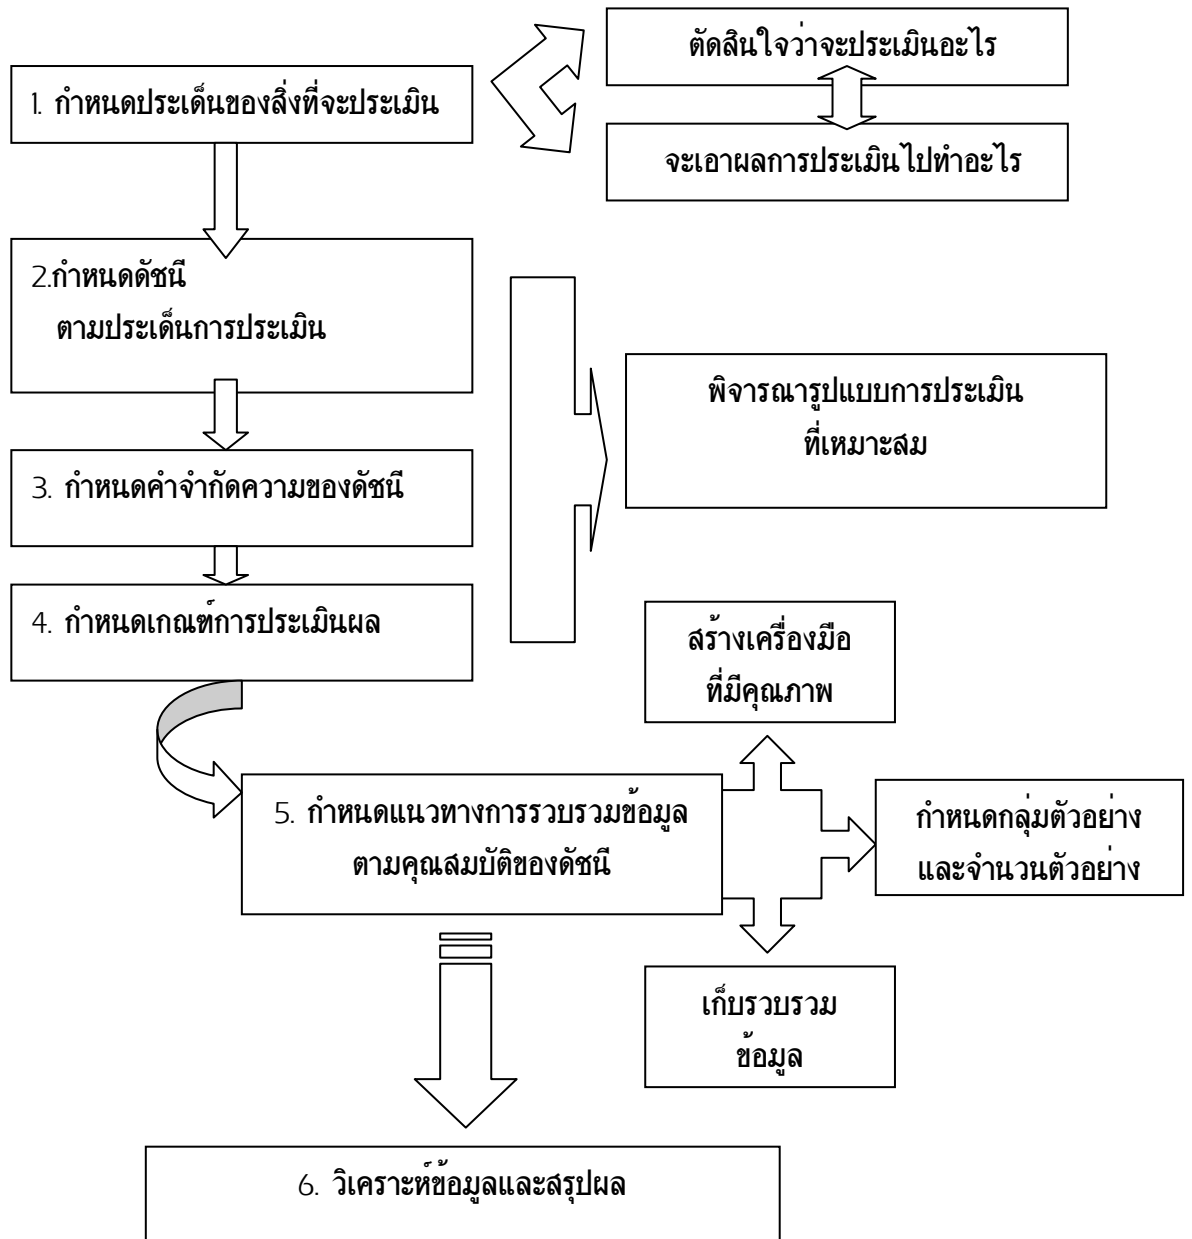 ตัดสินใจว่าจะประเมินอะไร
1. กำหนดประเด็นของสิ่งที่จะประเมิน
จะเอาผลการประเมินไปทำอะไร
2.กำหนดดัชนี
ตามประเด็นการประเมิน
พิจารณารูปแบบการประเมิน
ที่เหมาะสม
3. กำหนดคำจำกัดความของดัชนี
4. กำหนดเกณฑ์การประเมินผล
สร้างเครื่องมือ
ที่มีคุณภาพ
5. กำหนดแนวทางการรวบรวมข้อมูล
ตามคุณสมบัติของดัชนี
กำหนดกลุ่มตัวอย่าง
และจำนวนตัวอย่าง
เก็บรวบรวม
ข้อมูล
6. วิเคราะห์ข้อมูลและสรุปผล